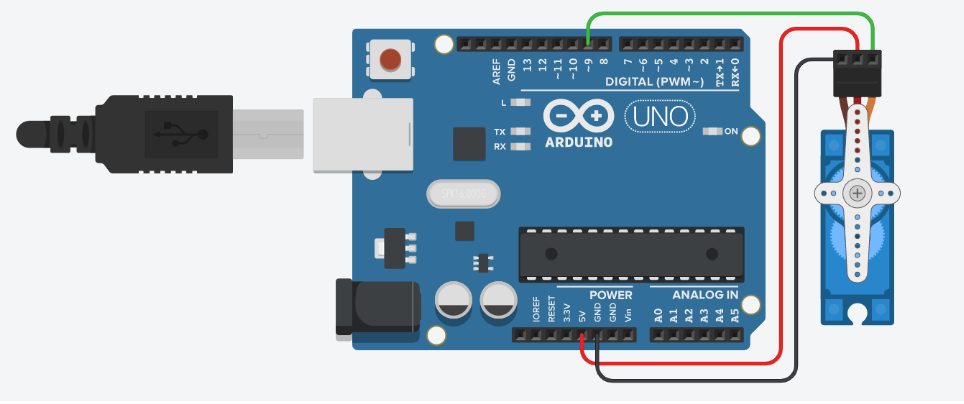 AREF
GND
13
12
~11
~10
~9
8
7
~6
~5
4
~3
2
TX→1
RX←0
DIGITAL (PWM~)
L
TX
RX
UNO
ON
ARDUINO
POWER
ANALOG IN
IOREF
RESET
3.3V
5V
GND
GND
Vin
A0
A1
A2
A3
A4
A5